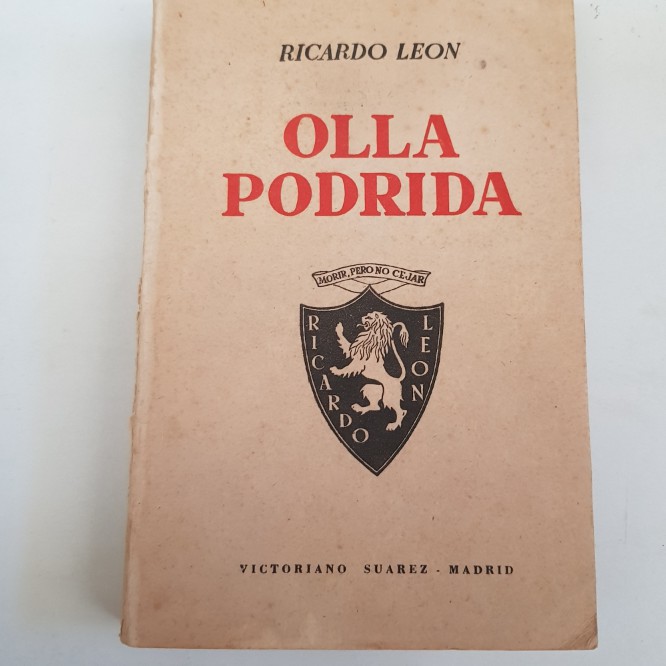 RICARDO LEON
OLLA
PODRIDA
MORIR, PERO NO CEJAR
RICARDO
LEON
VICTORIANO SUAREZ - MADRID